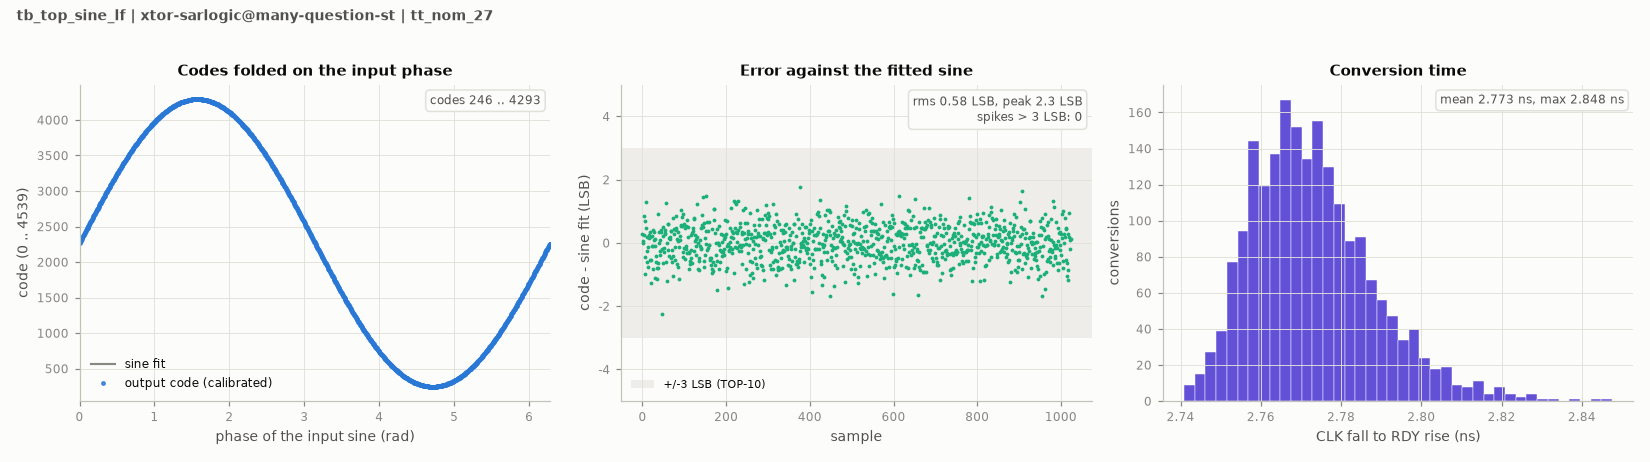 tb_top_sine_lf | xtor-sarlogic@many-question-st | tt_nom_27
Codes folded on the input phase
codes 246 .. 4293
code (0 .. 4539)
4000
3500
3000
2500
2000
1500
1000
500
sine fit
output code (calibrated)
0 1 2 3 4 5 6
phase of the input sine (rad)
Error against the fitted sine
rms 0.58 LSB, peak 2.3 LSB
spikes > 3 LSB: 0
code - sine fit (LSB)
4
2
0
-2
-4
+/-3 LSB (TOP-10)
0 200 400 600 800 1000
sample
Conversion time
mean 2.773 ns, max 2.848 ns
conversions
160
140
120
100
80
60
40
20
0
2.74 2.76 2.78 2.80 2.82 2.84
CLK fall to RDY rise (ns)